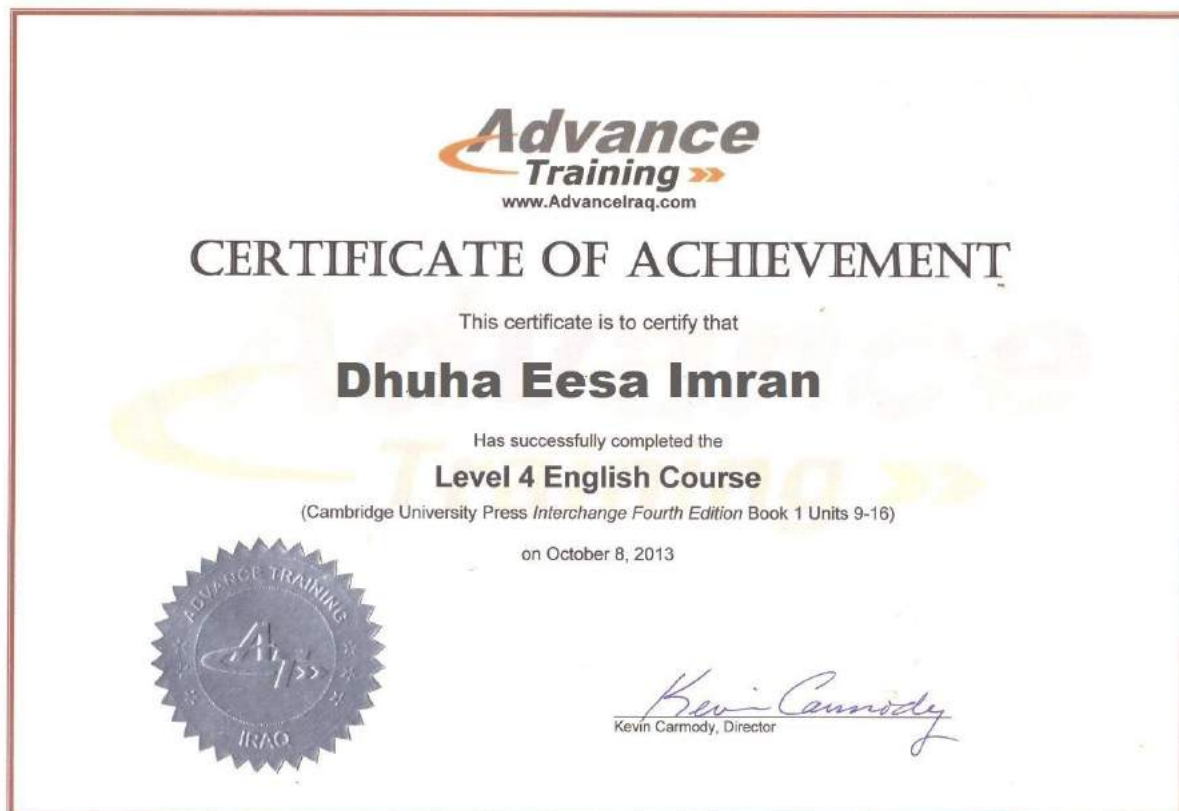 Advance
Training
www.AdvanceIraq.com
CERTIFICATE OF ACHIEVEMENT
This certificate is to certify that
Dhuha Eesa Imran
Has successfully completed the
Level 4 English Course
(Cambridge University Press Interchange Fourth Edition Book 1 Units 9-16)
on October 8, 2013
ADVANCE TRAINING
IRAQ
Kevin Carmody
Kevin Carmody, Director